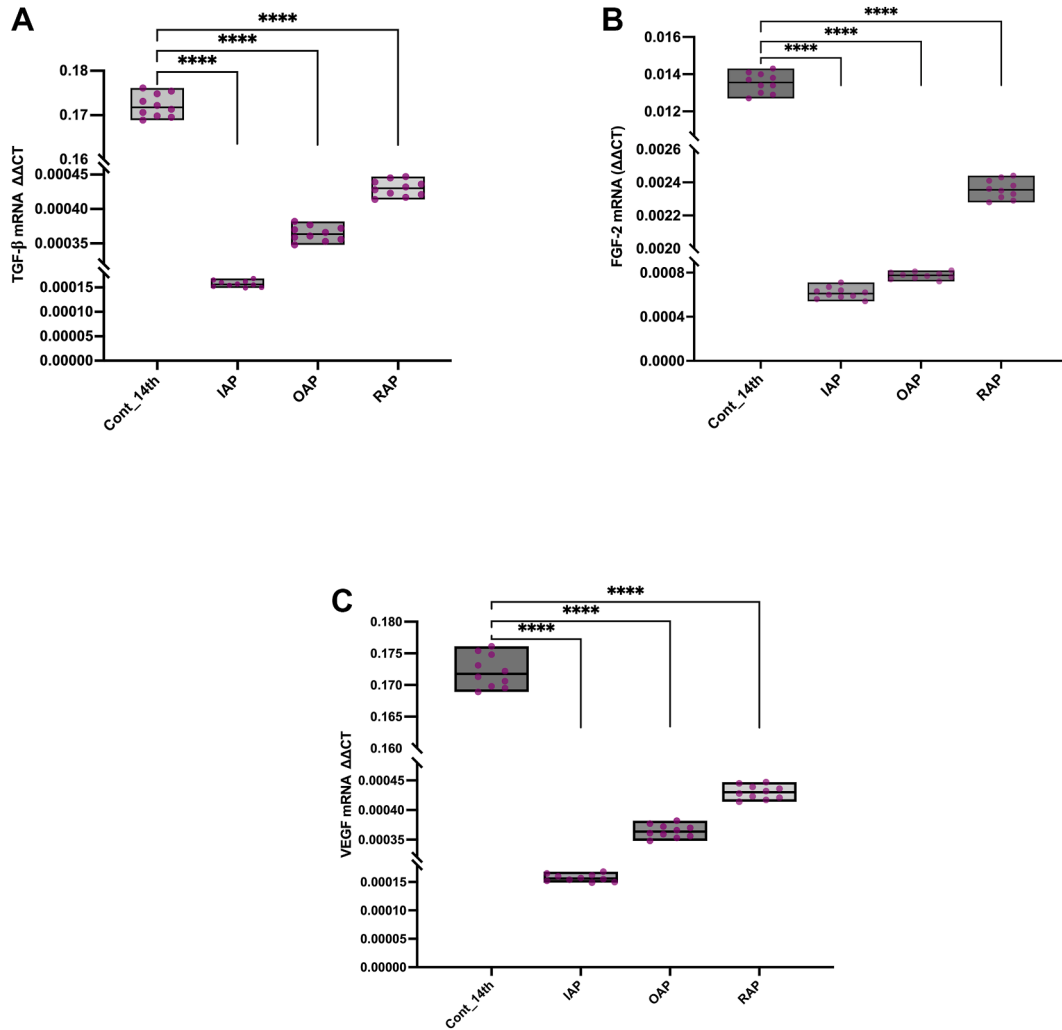 A
****
****
****
0.18
0.17
0.16
0.00045
0.00040
0.00035
0.00015
0.00010
0.00005
0.00000
TGF-β mRNA ΔΔCT
Cont_14th
IAP
OAP
RAP
B
****
****
****
0.016
0.014
0.012
0.0026
0.0024
0.0022
0.0020
0.0008
0.0004
0.0000
FGF-2 mRNA (ΔΔCT)
Cont_14th
IAP
OAP
RAP
C
****
****
****
0.180
0.175
0.170
0.165
0.160
0.00045
0.00040
0.00035
0.00015
0.00010
0.00005
0.00000
VEGF mRNA ΔΔCT
Cont_14th
IAP
OAP
RAP